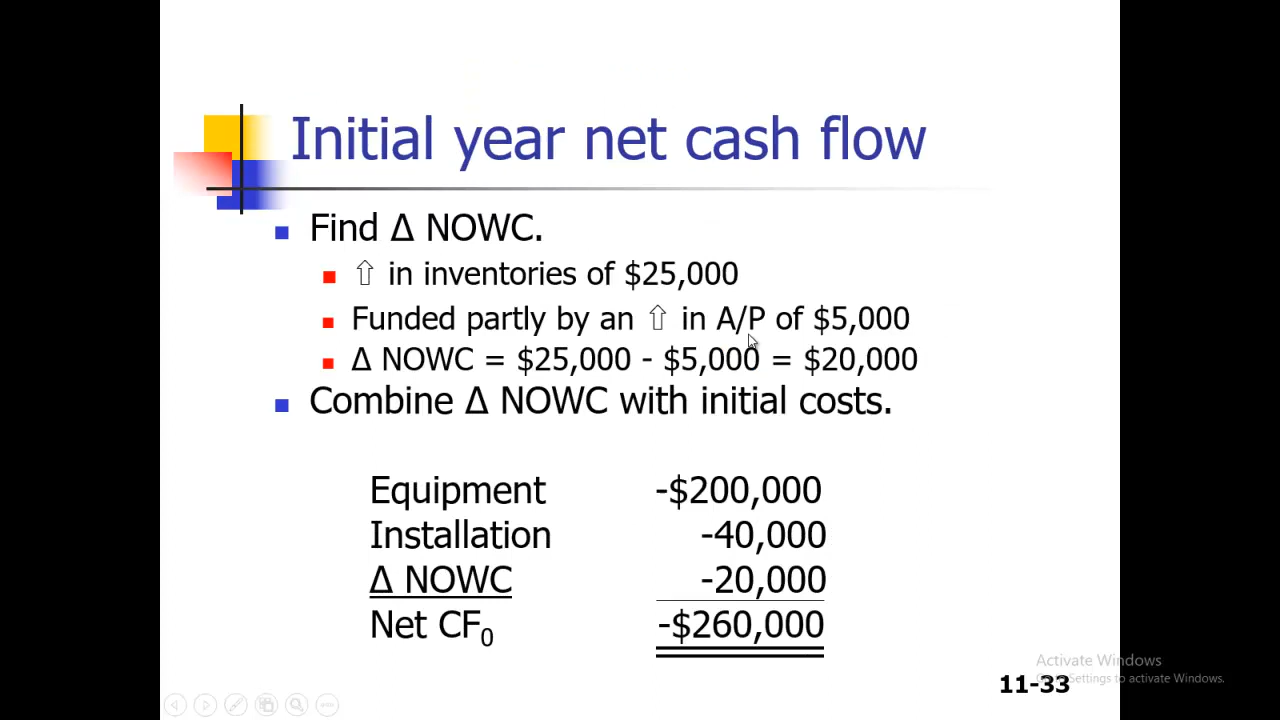 Initial year net cash flow
Find Δ NOWC.
⇧ in inventories of $25,000
Funded partly by an ⇧ in A/P of $5,000
Δ NOWC = $25,000 - $5,000 = $20,000
Combine Δ NOWC with initial costs.
Equipment -$200,000
Installation -40,000
Δ NOWC -20,000
Net CF₀ -$260,000
Activate Windows
Settings to activate Windows.
11-33